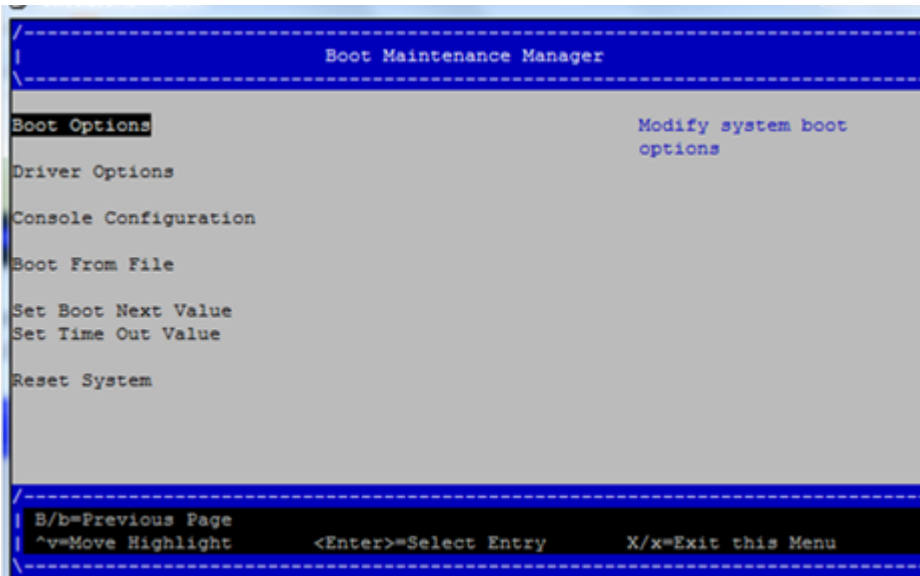 Boot Maintenance Manager
Boot Options
Modify system boot
options
Driver Options
Console Configuration
Boot From File
Set Boot Next Value
Set Time Out Value
Reset System
B/b=Previous Page
^v=Move Highlight <Enter>=Select Entry X/x=Exit this Menu